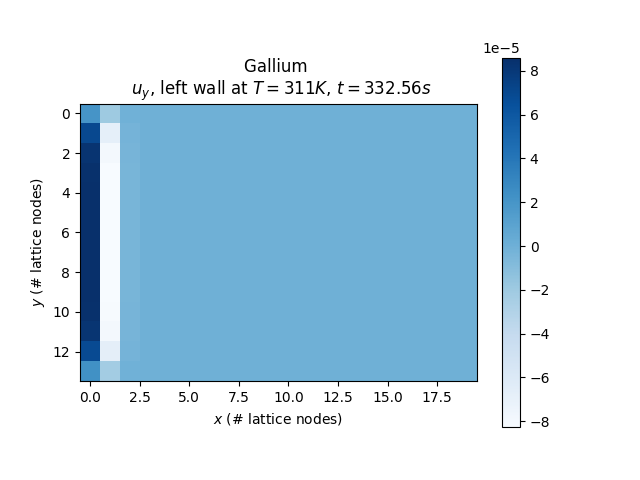 Gallium
u_y, left wall at T = 311K, t = 332.56s
1e−5
8
6
4
2
0
−2
−4
−6
−8
y (# lattice nodes)
0
2
4
6
8
10
12
0.0 2.5 5.0 7.5 10.0 12.5 15.0 17.5
x (# lattice nodes)